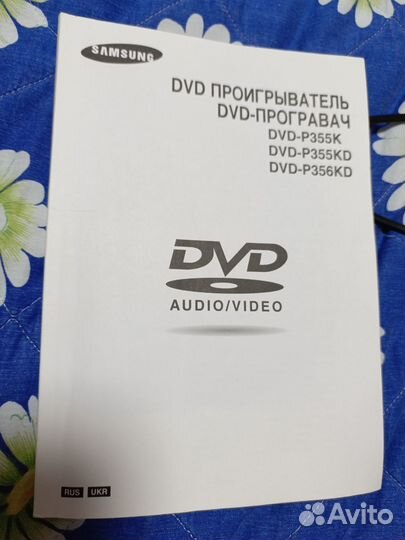 SAMSUNG
DVD ПРОИГРЫВАТЕЛЬ
DVD-ПРОГРАВАЧ
DVD-P355K
DVD-P355KD
DVD-P356KD
DVD
AUDIO/VIDEO
RUS UKR
Avito